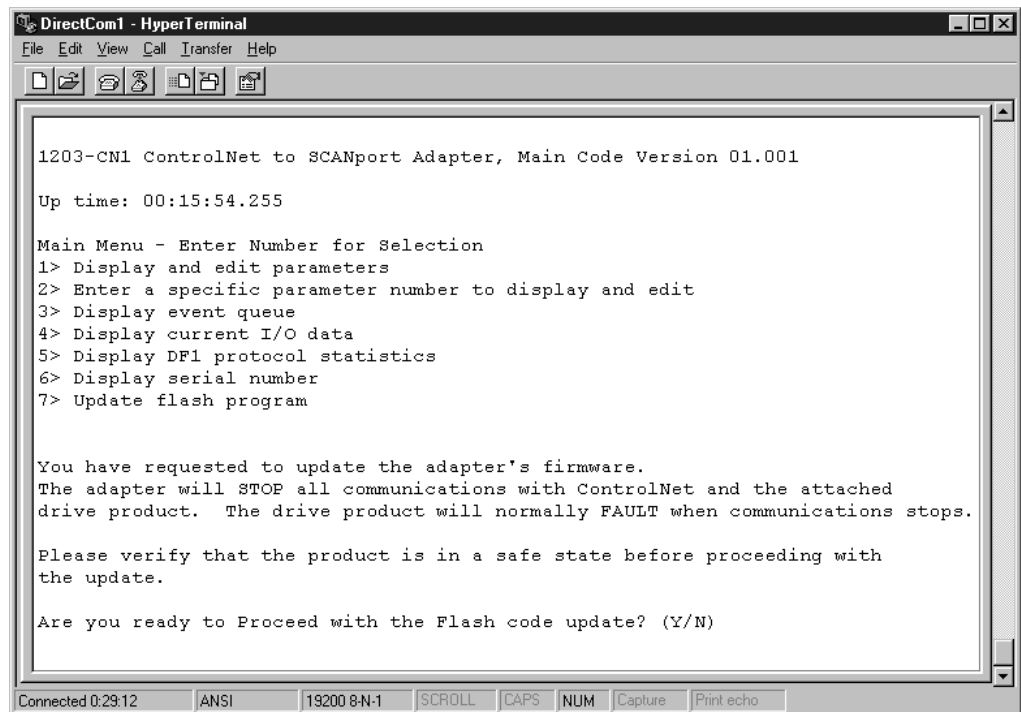 DirectCom1 - HyperTerminal
File Edit View Call Transfer Help
1203-CN1 ControlNet to SCANport Adapter, Main Code Version 01.001
Up time: 00:15:54.255
Main Menu - Enter Number for Selection
1> Display and edit parameters
2> Enter a specific parameter number to display and edit
3> Display event queue
4> Display current I/O data
5> Display DF1 protocol statistics
6> Display serial number
7> Update flash program
You have requested to update the adapter's firmware.
The adapter will STOP all communications with ControlNet and the attached
drive product.  The drive product will normally FAULT when communications stops.
Please verify that the product is in a safe state before proceeding with
the update.
Are you ready to Proceed with the Flash code update? (Y/N)
Connected 0:29:12 ANSI 19200 8-N-1 SCROLL CAPS NUM Capture Print echo